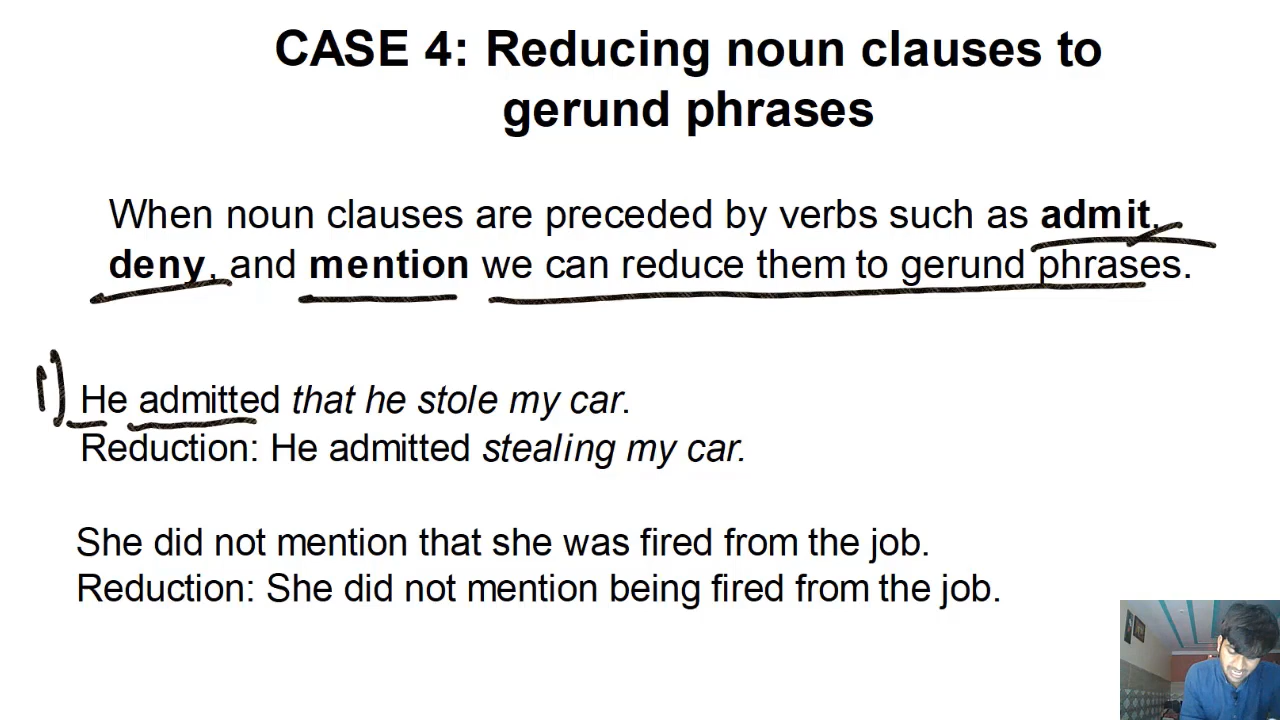 CASE 4: Reducing noun clauses to
gerund phrases
When noun clauses are preceded by verbs such as admit,
deny, and mention we can reduce them to gerund phrases.
1) He admitted that he stole my car.
Reduction: He admitted stealing my car.
She did not mention that she was fired from the job.
Reduction: She did not mention being fired from the job.